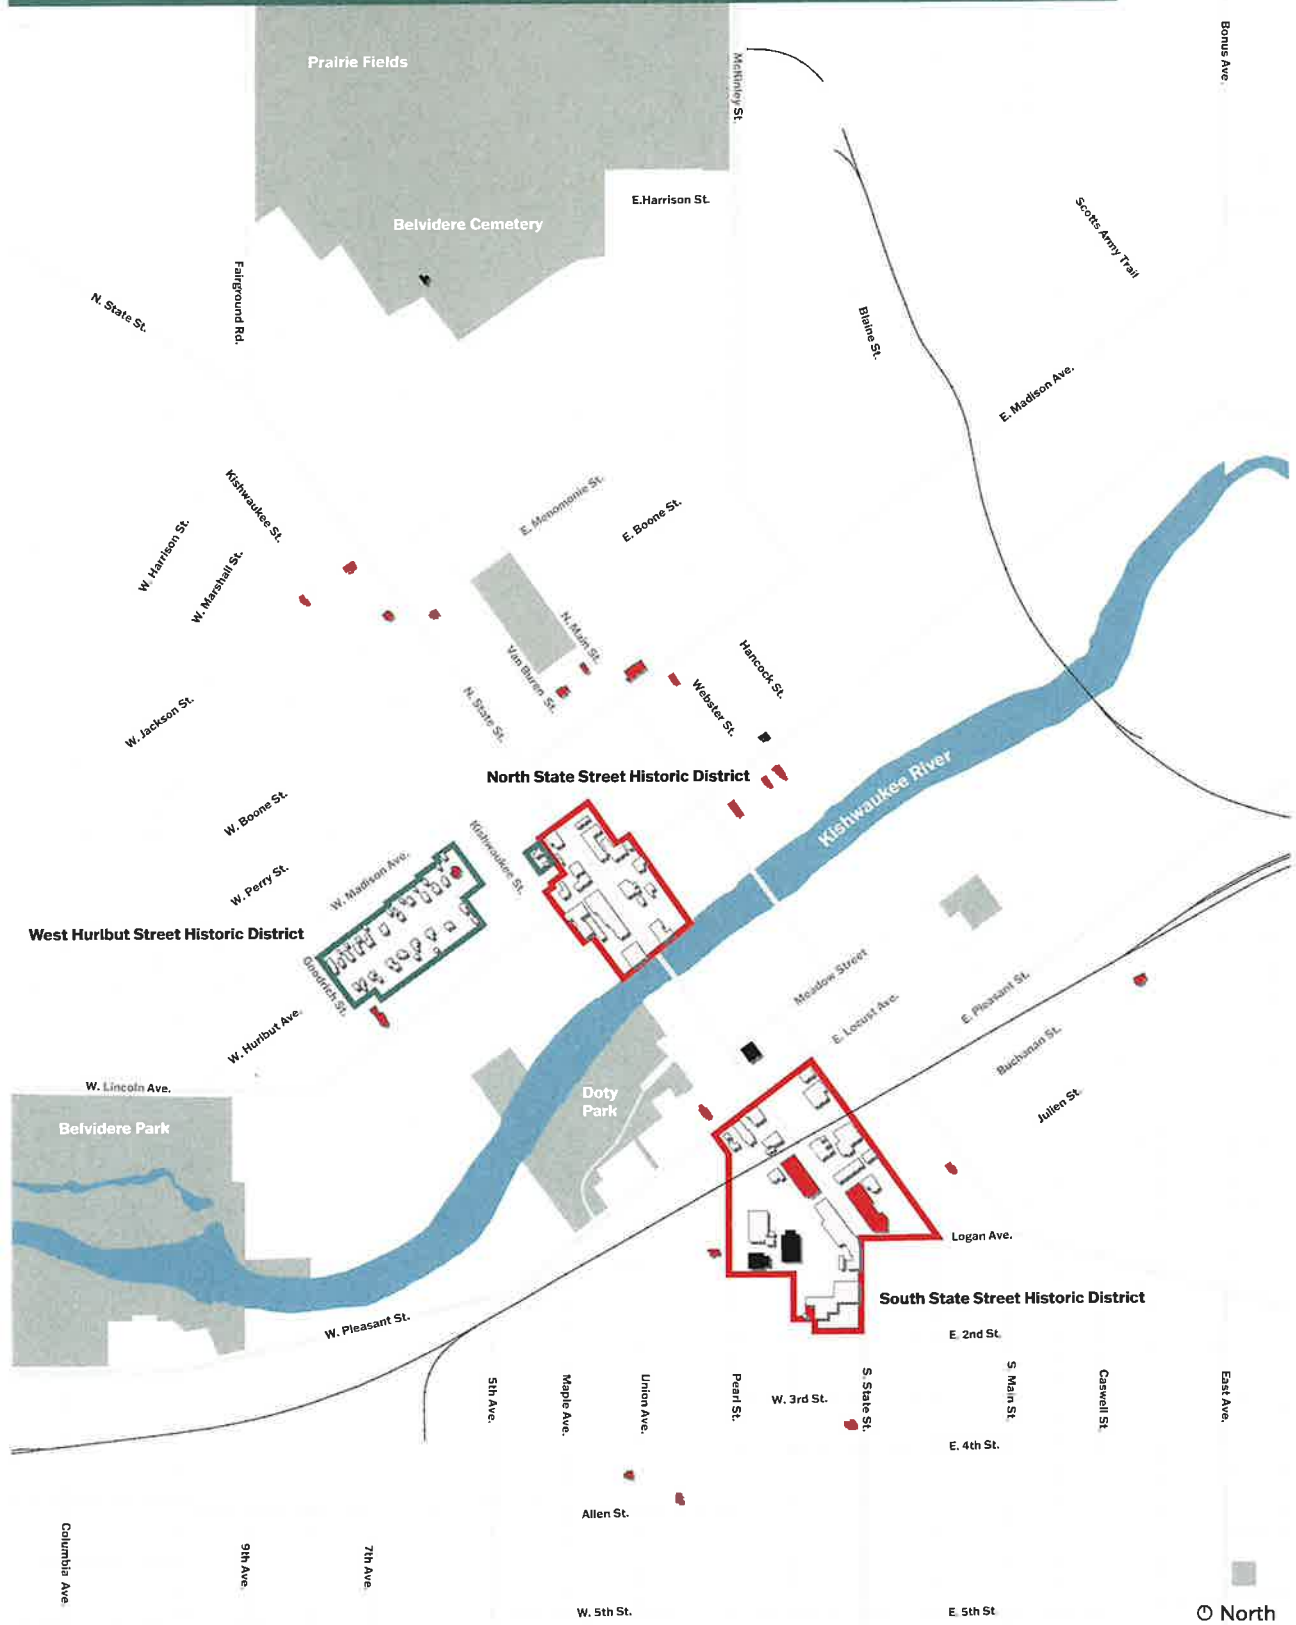 Bonus Ave.
Prairie Fields
McKinley St.
E.Harrison St.
Belvidere Cemetery
Scotts Army Trail
Fairground Rd.
N. State St.
Blaine St.
E. Madison Ave.
Kishwaukee St.
E. Menomonie St.
E. Boone St.
W. Harrison St.
W. Marshall St.
N. Main St.
Van Buren St.
Hancock St.
Webster St.
N. State St.
W. Jackson St.
North State Street Historic District
Kishwaukee River
W. Boone St.
Kishwaukee St.
W. Madison Ave.
W. Perry St.
West Hurlbut Street Historic District
Goodrich St.
Meadow Street
E. Locust Ave.
E. Pleasant St.
W. Hurlbut Ave.
Buchanan St.
W. Lincoln Ave.
Doty
Park
Julien St.
Belvidere Park
Logan Ave.
South State Street Historic District
W. Pleasant St.
E. 2nd St.
5th Ave.
Maple Ave.
Union Ave.
Pearl St.
W. 3rd St.
S. State St.
S. Main St.
Caswell St.
East Ave.
E. 4th St.
Allen St.
Columbia Ave.
9th Ave.
7th Ave.
W. 5th St.
E. 5th St
North